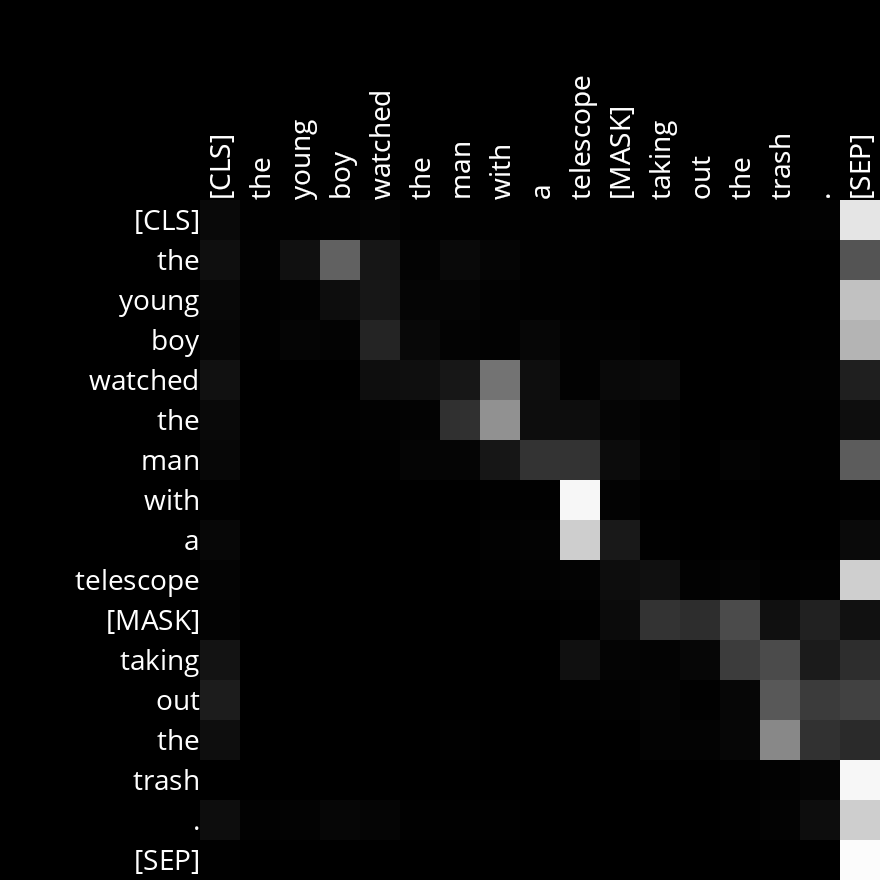 [CLS] the young boy watched the man with a telescope [MASK] taking out the trash . [SEP]
[CLS]
the
young
boy
watched
the
man
with
a
telescope
[MASK]
taking
out
the
trash
.
[SEP]